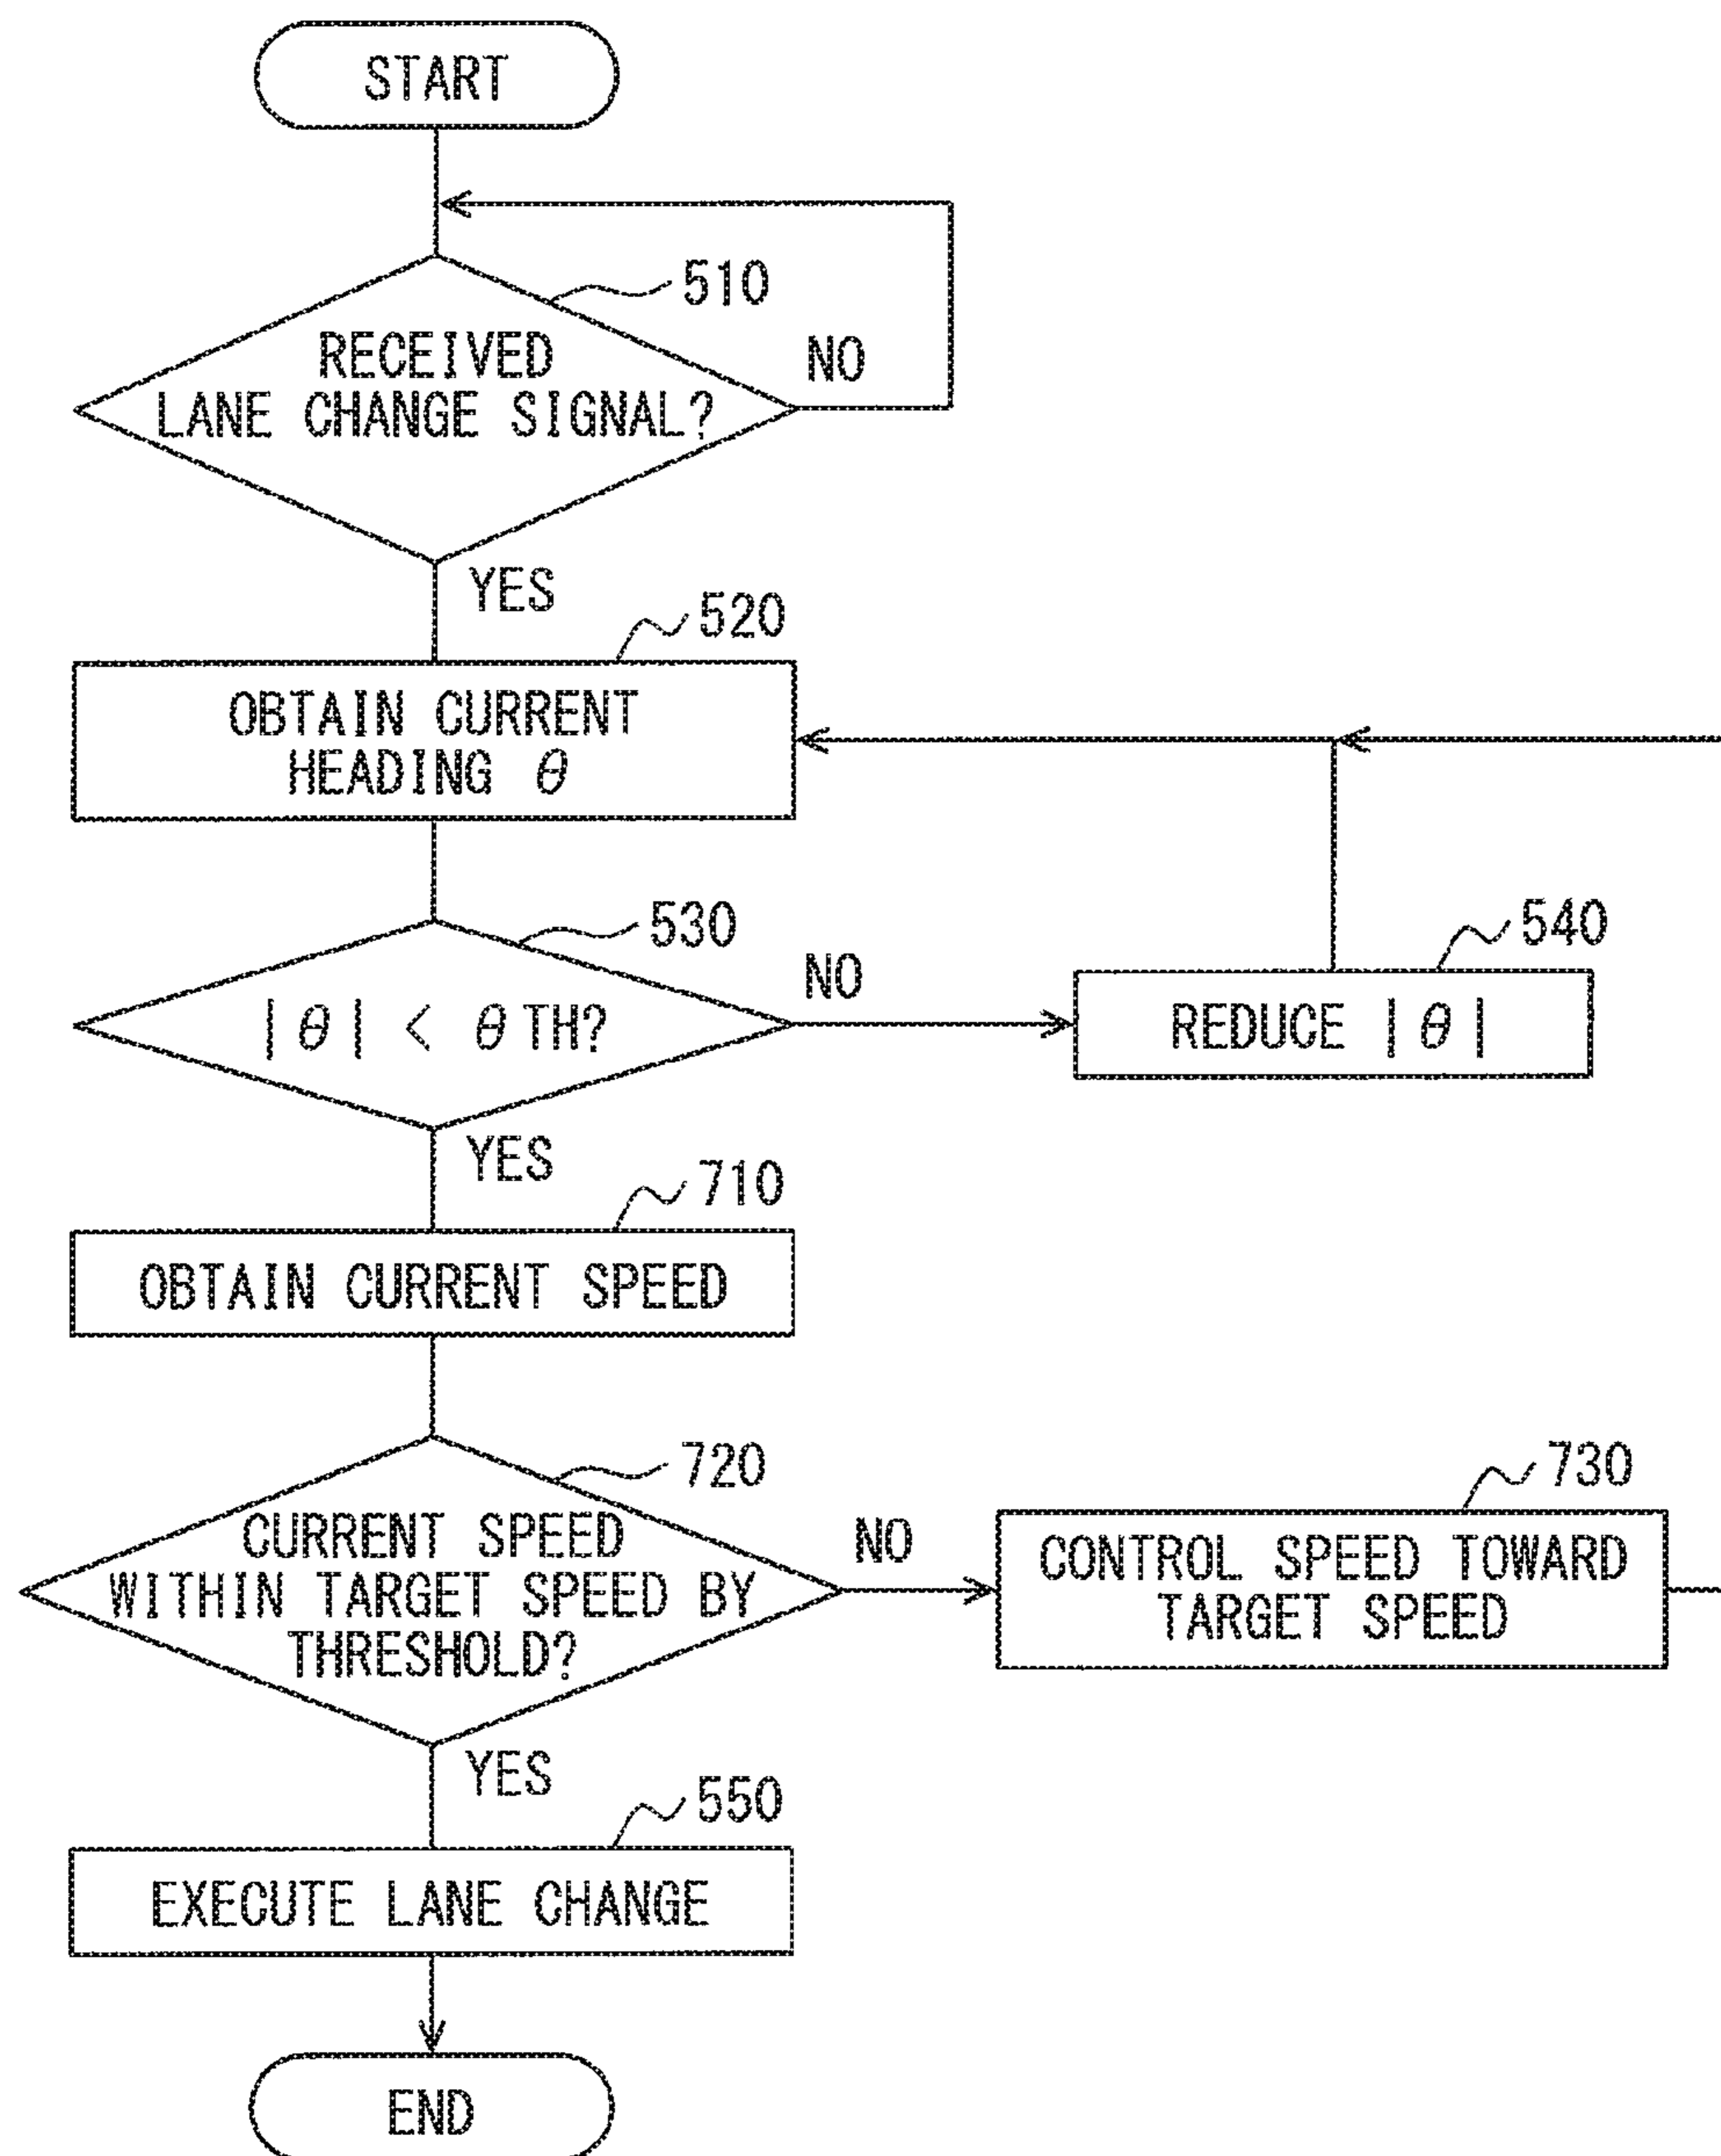 START
510
RECEIVED
LANE CHANGE SIGNAL?
NO
YES
520
OBTAIN CURRENT
HEADING θ
530
|θ| < θTH?
NO
540
REDUCE |θ|
YES
710
OBTAIN CURRENT SPEED
720
CURRENT SPEED
WITHIN TARGET SPEED BY
THRESHOLD?
NO
730
CONTROL SPEED TOWARD
TARGET SPEED
YES
550
EXECUTE LANE CHANGE
END